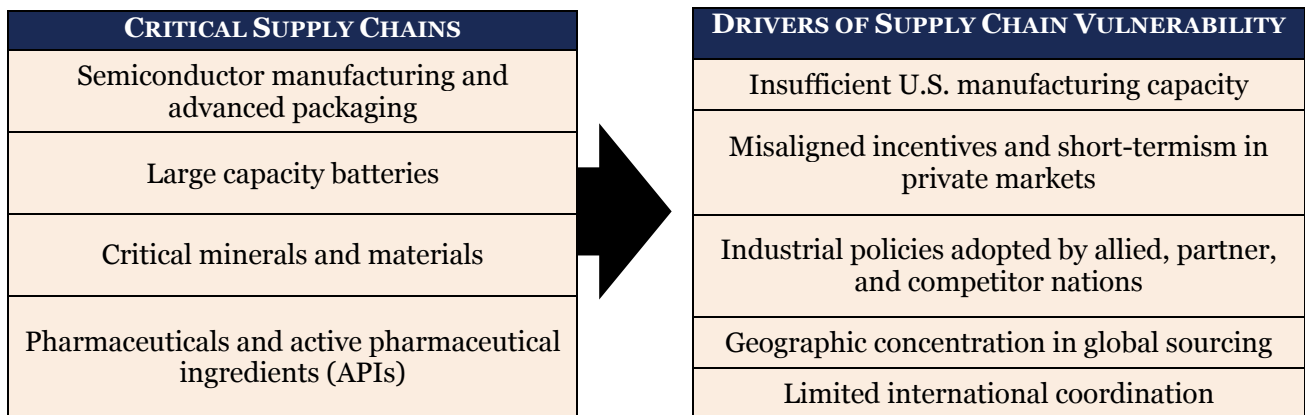 CRITICAL SUPPLY CHAINS
Semiconductor manufacturing and
advanced packaging
Large capacity batteries
Critical minerals and materials
Pharmaceuticals and active pharmaceutical
ingredients (APIs)
DRIVERS OF SUPPLY CHAIN VULNERABILITY
Insufficient U.S. manufacturing capacity
Misaligned incentives and short-termism in
private markets
Industrial policies adopted by allied, partner,
and competitor nations
Geographic concentration in global sourcing
Limited international coordination